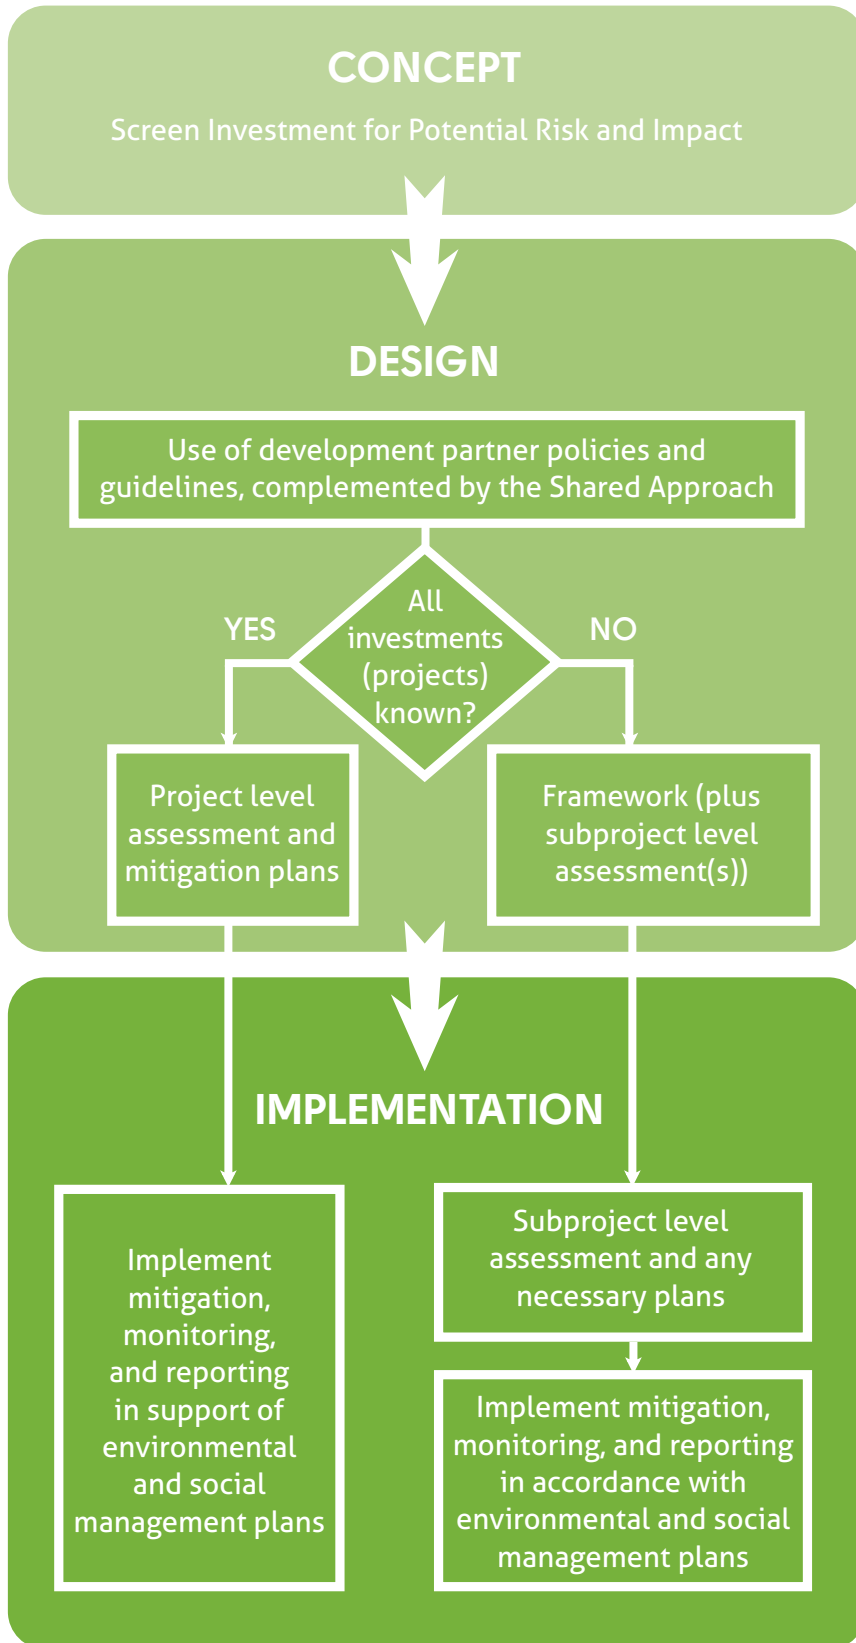 CONCEPT
Screen Investment for Potential Risk and Impact
DESIGN
Use of development partner policies and
guidelines, complemented by the Shared Approach
All
investments
(projects)
known?
YES
NO
Project level
assessment and
mitigation plans
Framework (plus
subproject level
assessment(s))
IMPLEMENTATION
Implement
mitigation,
monitoring,
and reporting
in support of
environmental
and social
management plans
Subproject level
assessment and any
necessary plans
Implement mitigation,
monitoring, and reporting
in accordance with
environmental and social
management plans